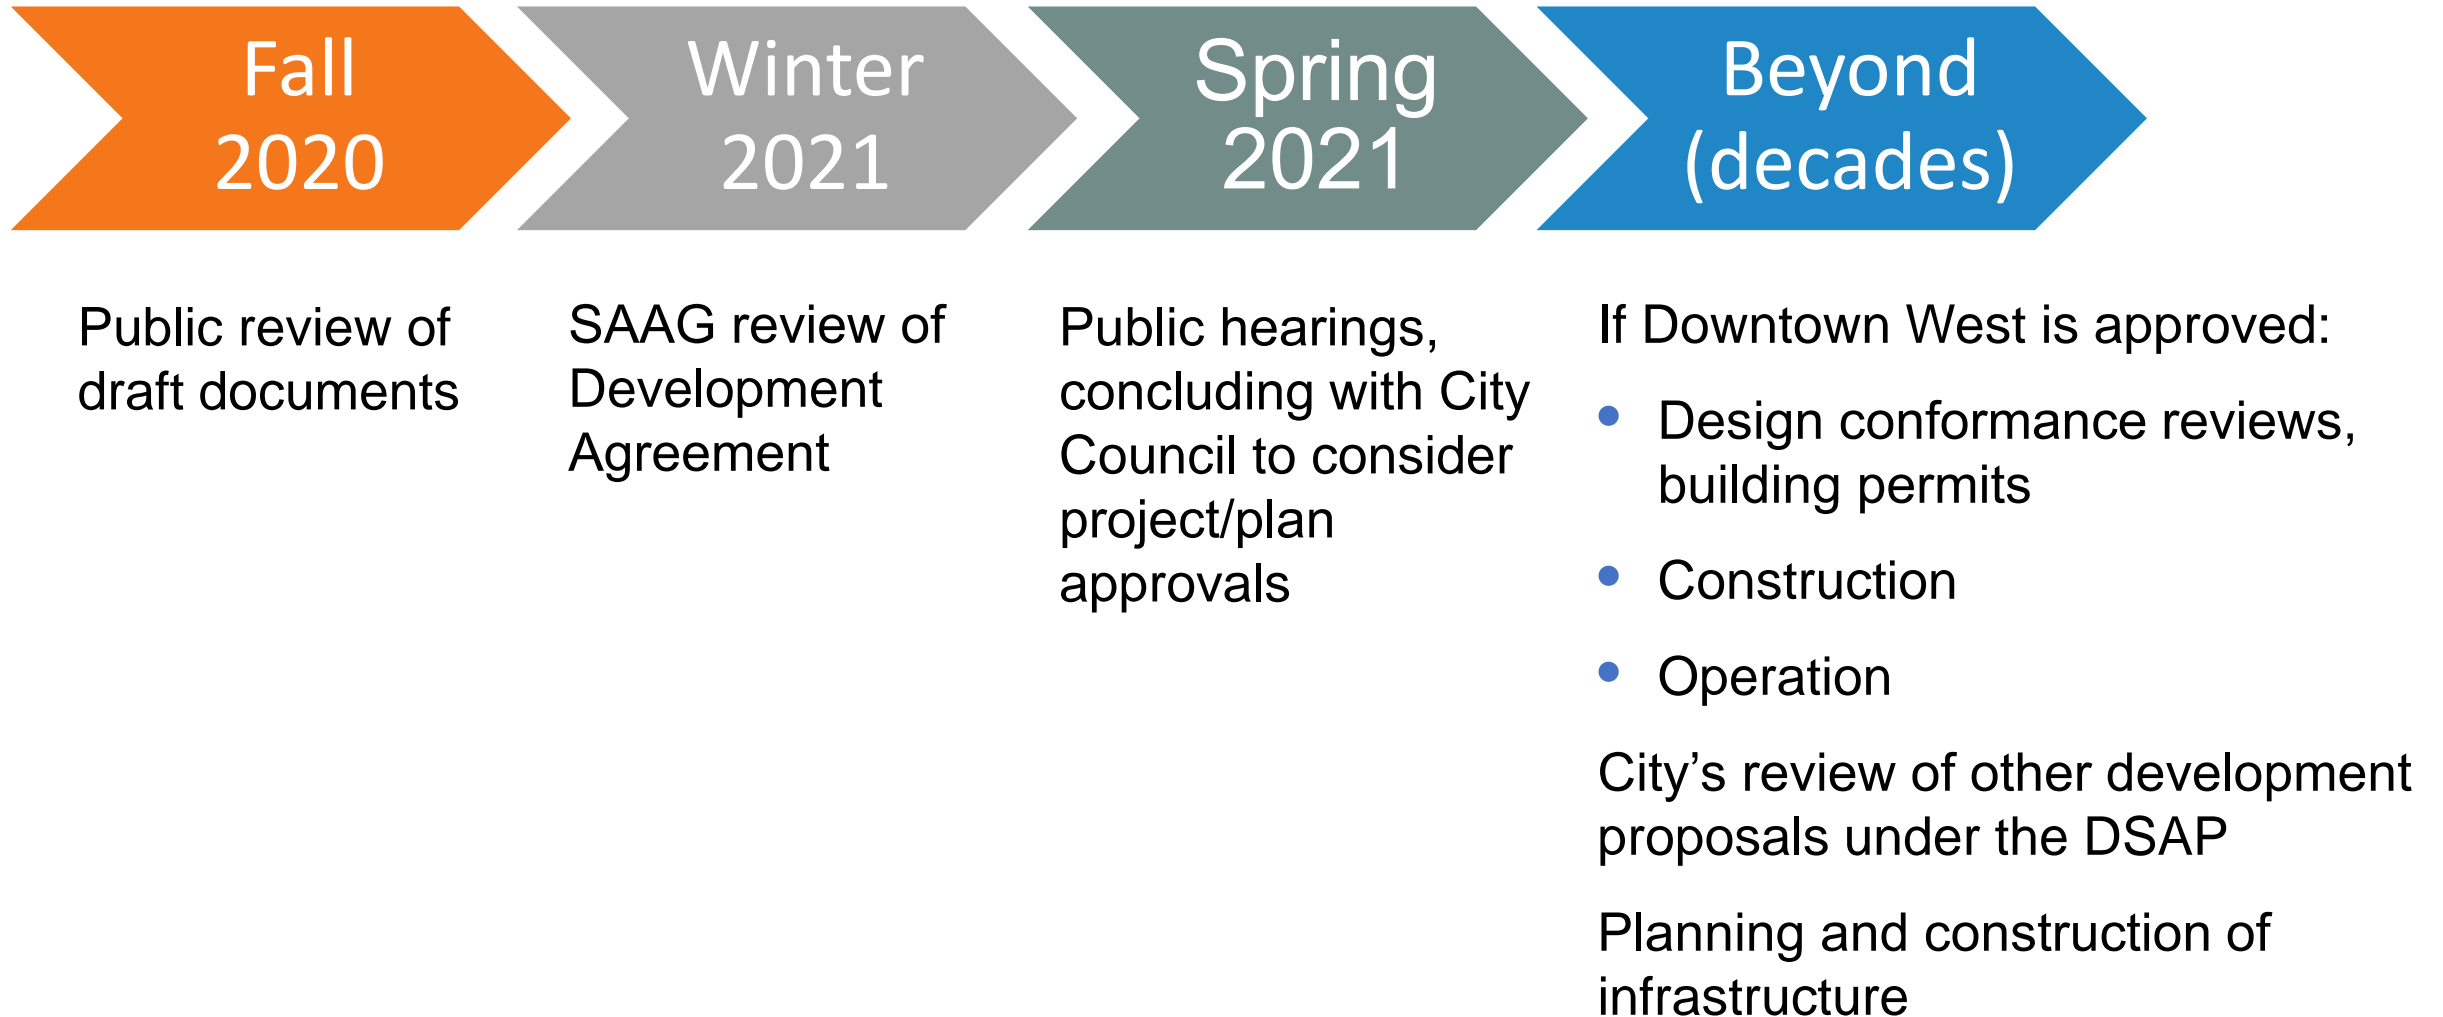 Fall
2020
Winter
2021
Spring
2021
Beyond
(decades)
Public review of
draft documents
SAAG review of
Development
Agreement
Public hearings,
concluding with City
Council to consider
project/plan
approvals
If Downtown West is approved:
• Design conformance reviews,
building permits
• Construction
• Operation
City’s review of other development
proposals under the DSAP
Planning and construction of
infrastructure